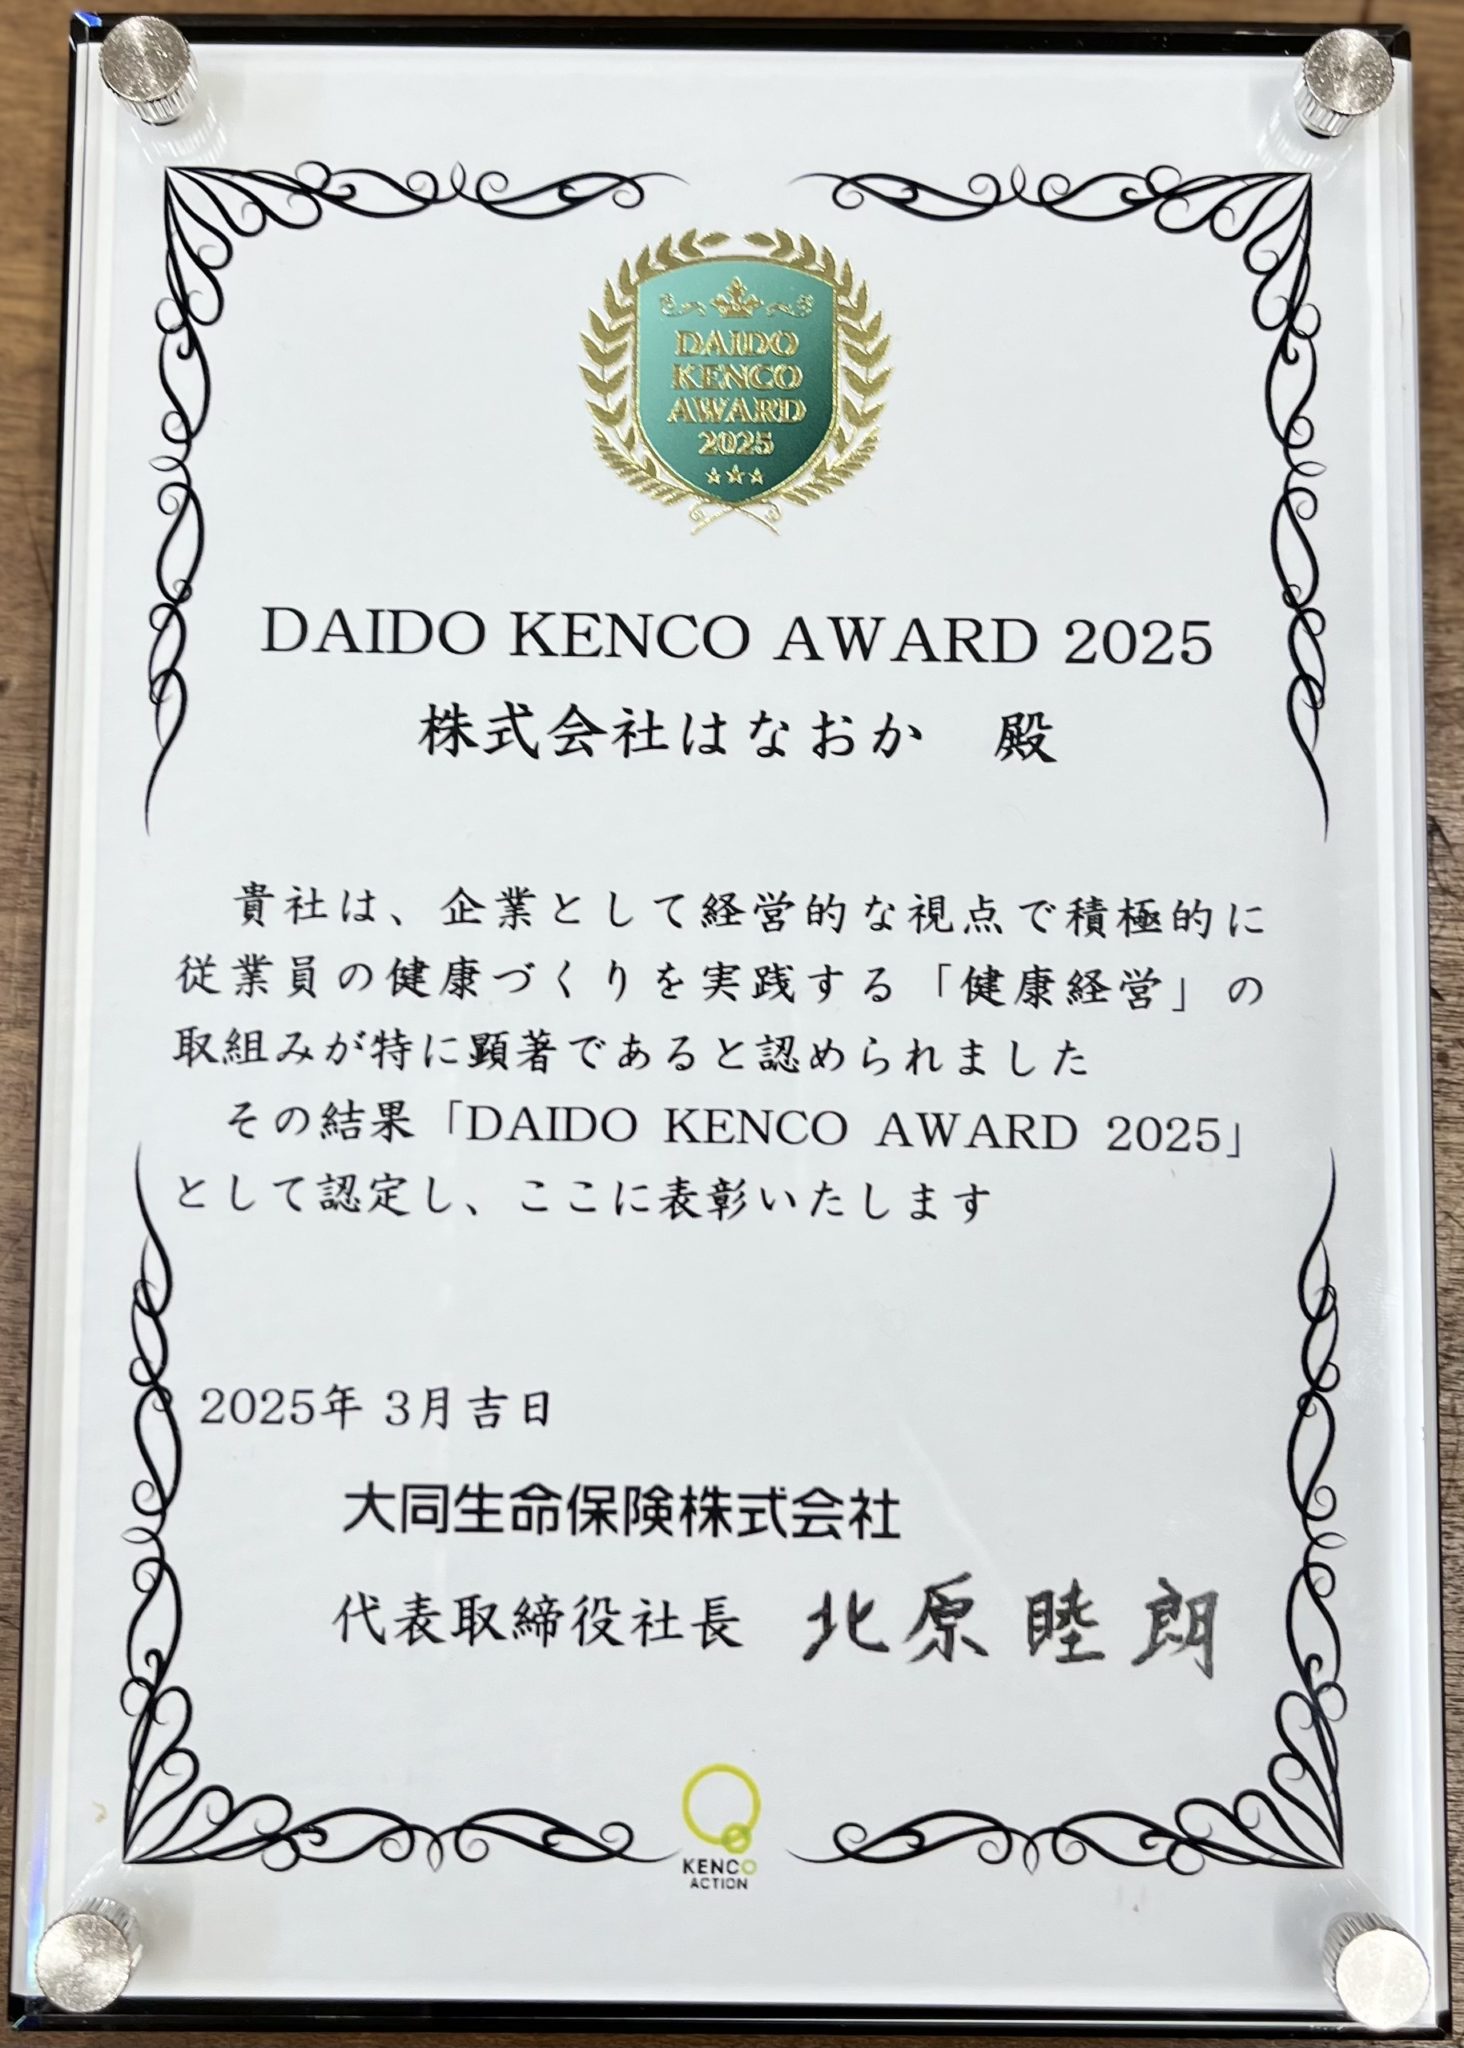 DAIDO
KENCO
AWARD
2025
DAIDO KENCO AWARD 2025
株式会社はなおか　殿
貴社は、企業として経営的な視点で積極的に
従業員の健康づくりを実践する「健康経営」の
取組みが特に顕著であると認められました
その結果「DAIDO KENCO AWARD 2025」
として認定し、ここに表彰いたします
2025年 3月吉日
大同生命保険株式会社
代表取締役社長 北原睦朗
KENCO
ACTION